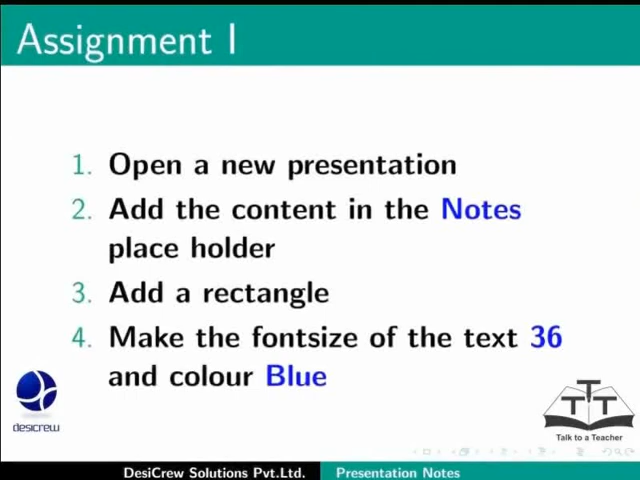 Assignment I
1. Open a new presentation
2. Add the content in the Notes
place holder
3. Add a rectangle
4. Make the fontsize of the text 36
and colour Blue
desicrew
TTT
Talk to a Teacher
DesiCrew Solutions Pvt.Ltd. Presentation Notes